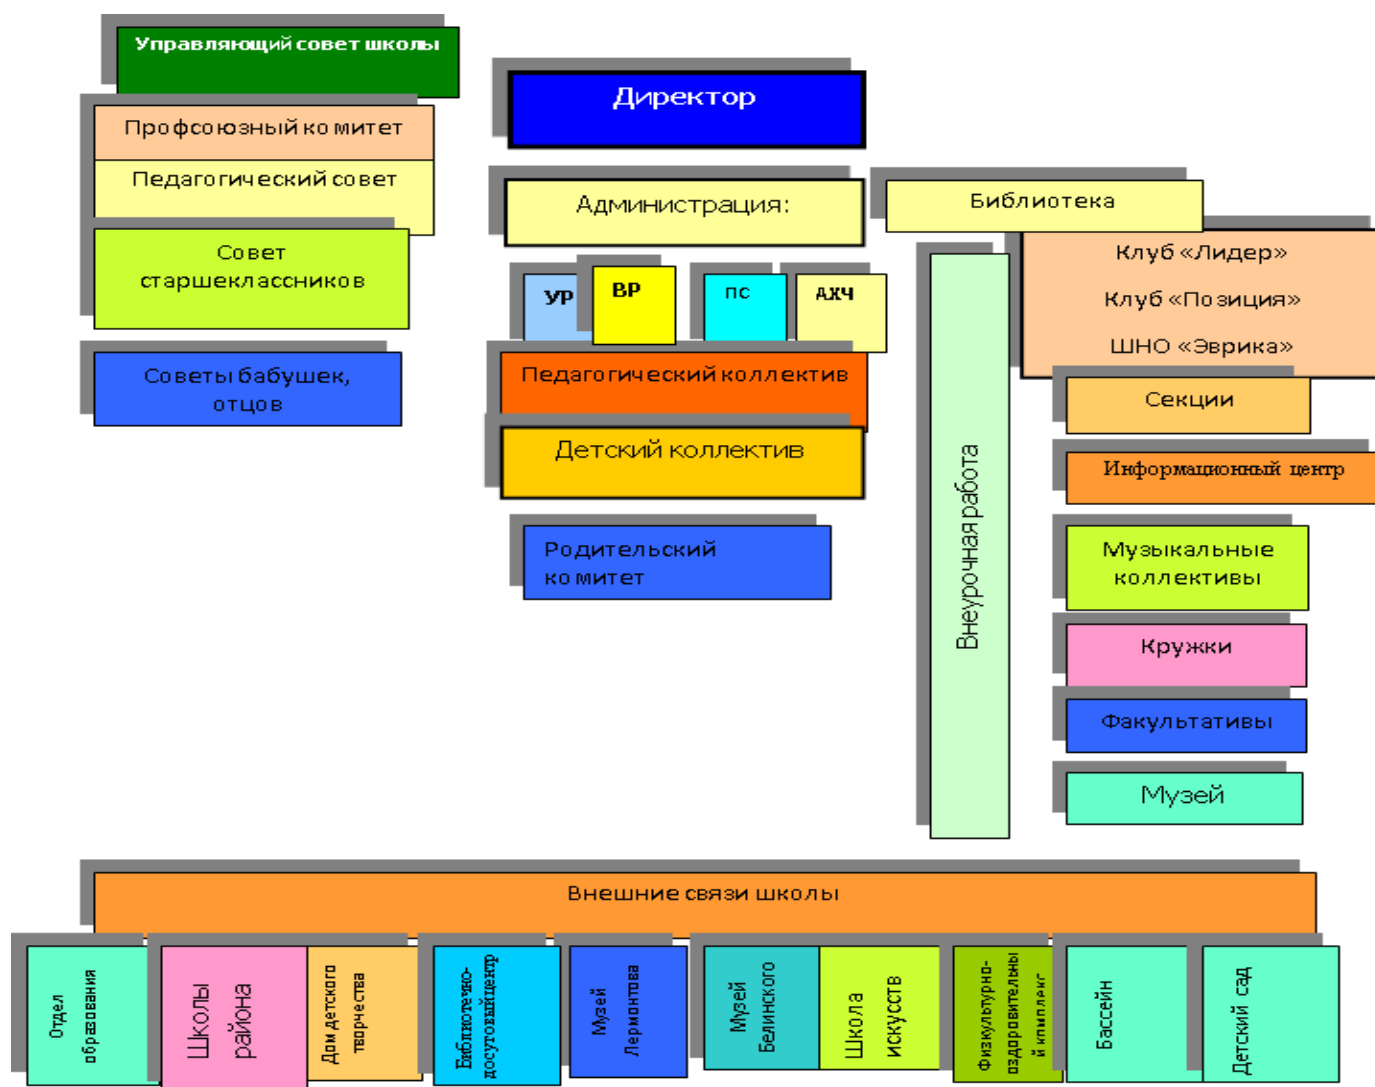 Управляющий совет школы
Профсоюзный комитет
Педагогический совет
Совет
старшеклассников
Советы бабушек,
отцов
Директор
Администрация:
УР
ВР
ПС
АХЧ
Педагогический коллектив
Детский коллектив
Родительский
комитет
Библиотека
Клуб «Лидер»
Клуб «Позиция»
ШНО «Эврика»
Внеурочная работа
Секции
Информационный центр
Музыкальные
коллективы
Кружки
Факультативы
Музей
Внешние связи школы
Отдел
образования
Школы
района
Дом детского
творчества
Библиотечно-
досуговый центр
Музей
Лермонтова
Музей
Белинского
Школа
искусств
Физкультурно-
оздоровительны
й комплект
Бассейн
Детский сад